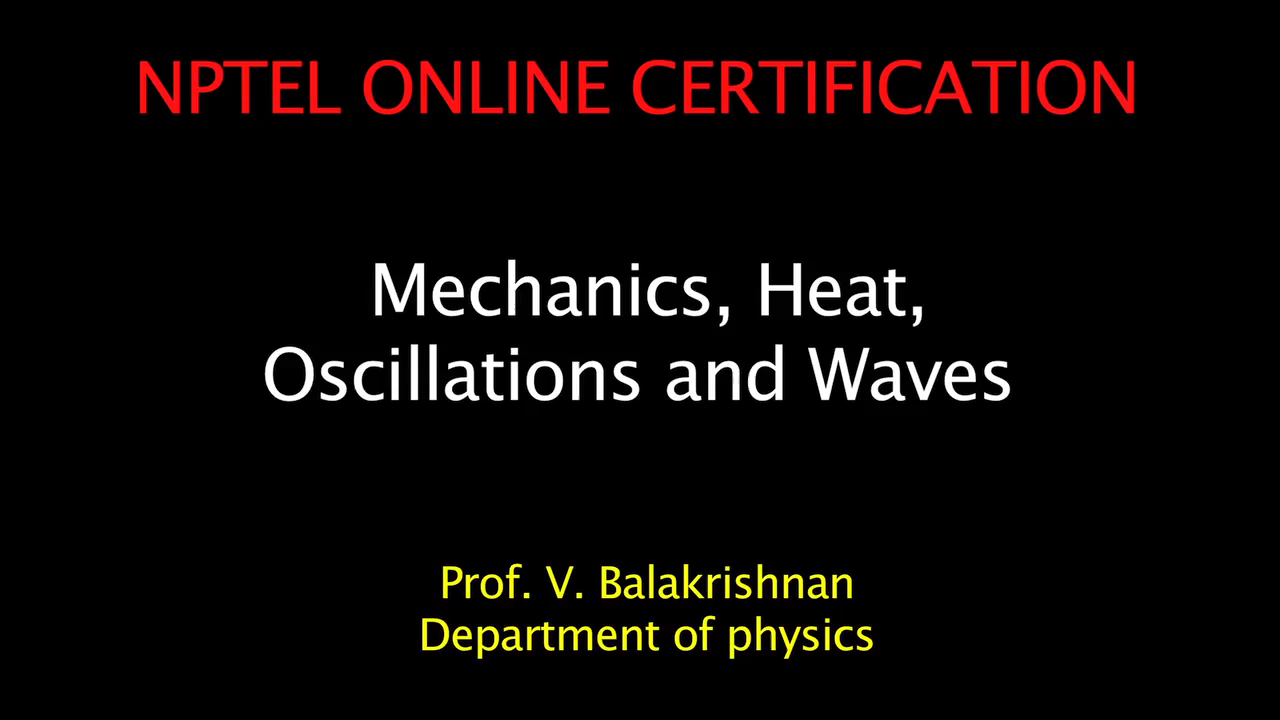 NPTEL ONLINE CERTIFICATION
Mechanics, Heat,
Oscillations and Waves
Prof. V. Balakrishnan
Department of physics